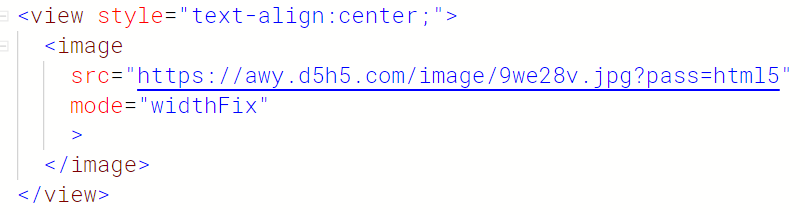 <view style="text-align:center;">
<image
src="https://awy.d5h5.com/image/9we28v.jpg?pass=html5"
mode="widthFix"
>
</image>
</view>